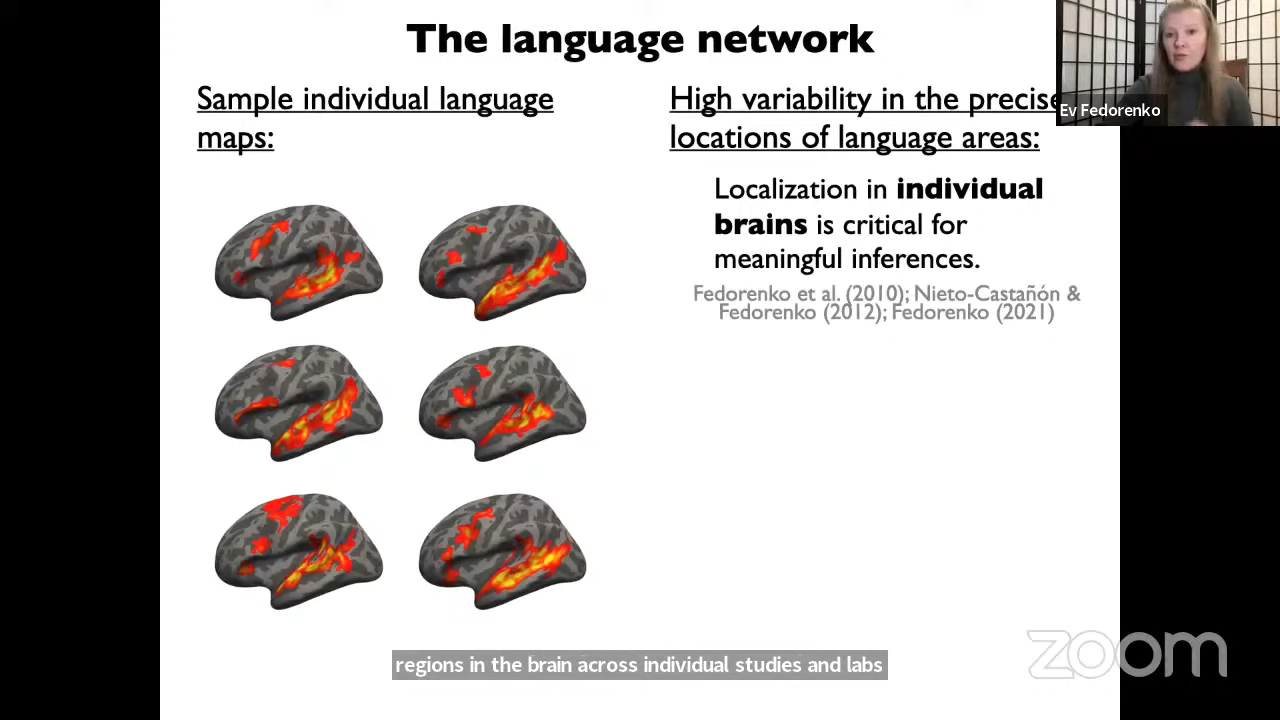 The language network
Sample individual language
maps:
High variability in the precise
locations of language areas:
Ev Fedorenko
Localization in individual
brains is critical for
meaningful inferences.
Fedorenko et al. (2010); Nieto-Castañón &
Fedorenko (2012); Fedorenko (2021)
regions in the brain across individual studies and labs
zoom